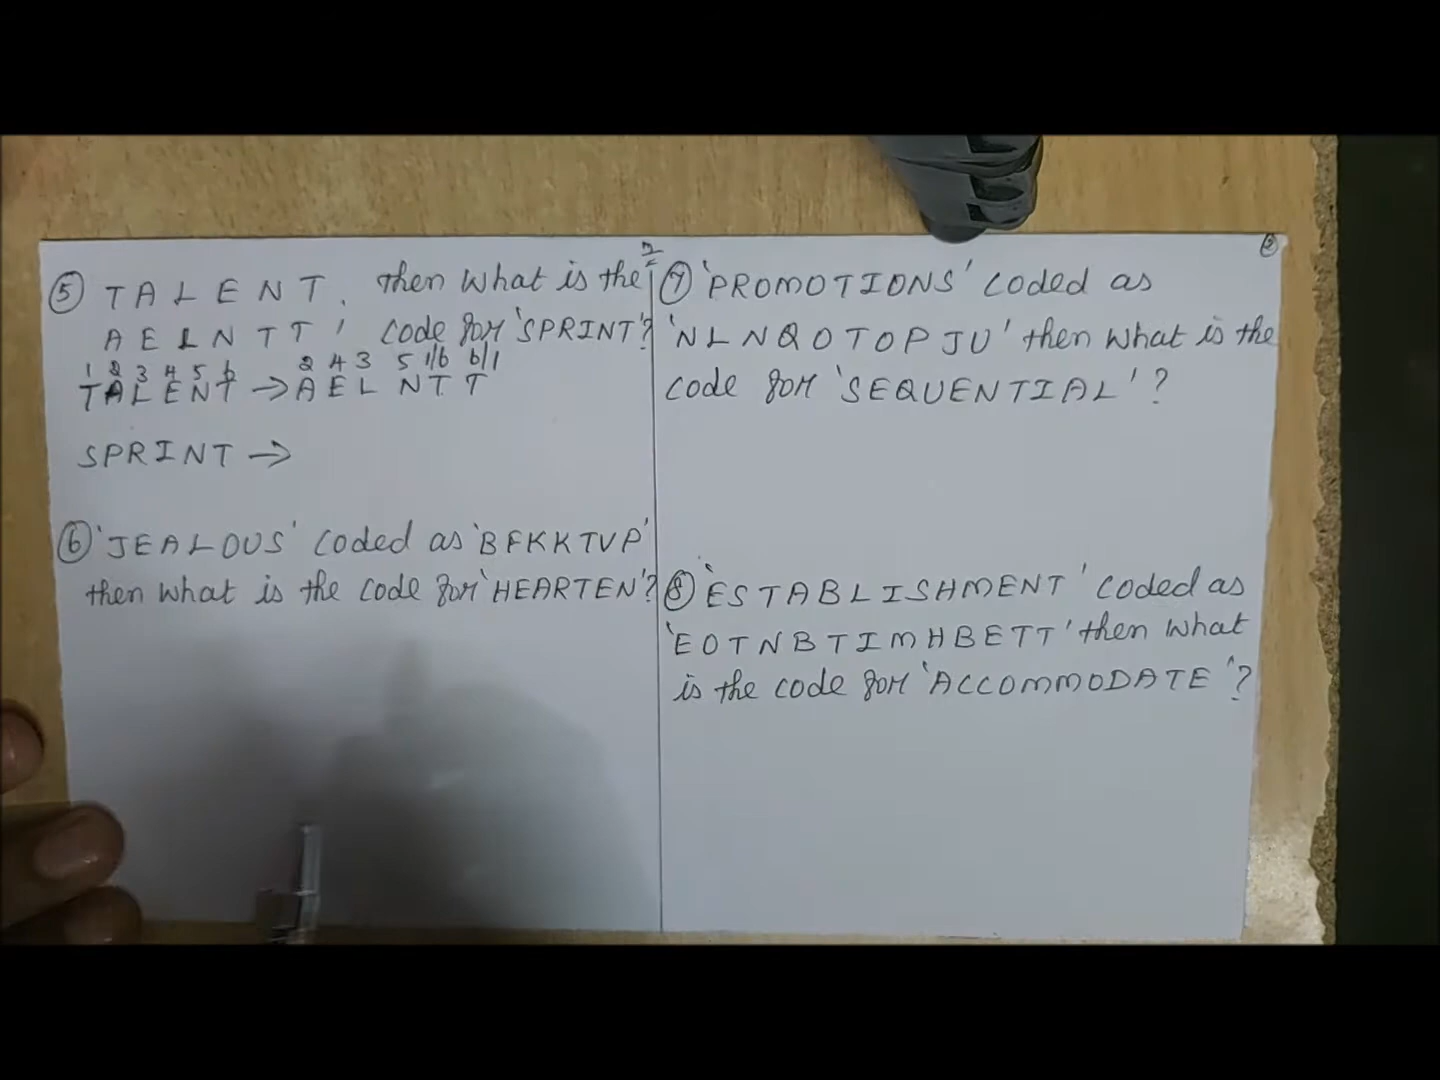 ⑤ TALENT, then what is the
AELNTT' code for 'SPRINT'?
1 2 3 4 5 6 2 4 3 5 1/6 6/1
TALENT → AELNTT
SPRINT →
⑥ 'JEALOUS' coded as 'BFKKTVP'
then what is the code for 'HEARTEN'?
⑦ 'PROMOTIONS' coded as
'NLNQOTOPJU' then what is the
code for 'SEQUENTIAL'?
⑧ 'ESTABLISHMENT' coded as
'EOTNBTIMHBETT' then what
is the code for 'ACCOMMODATE'?